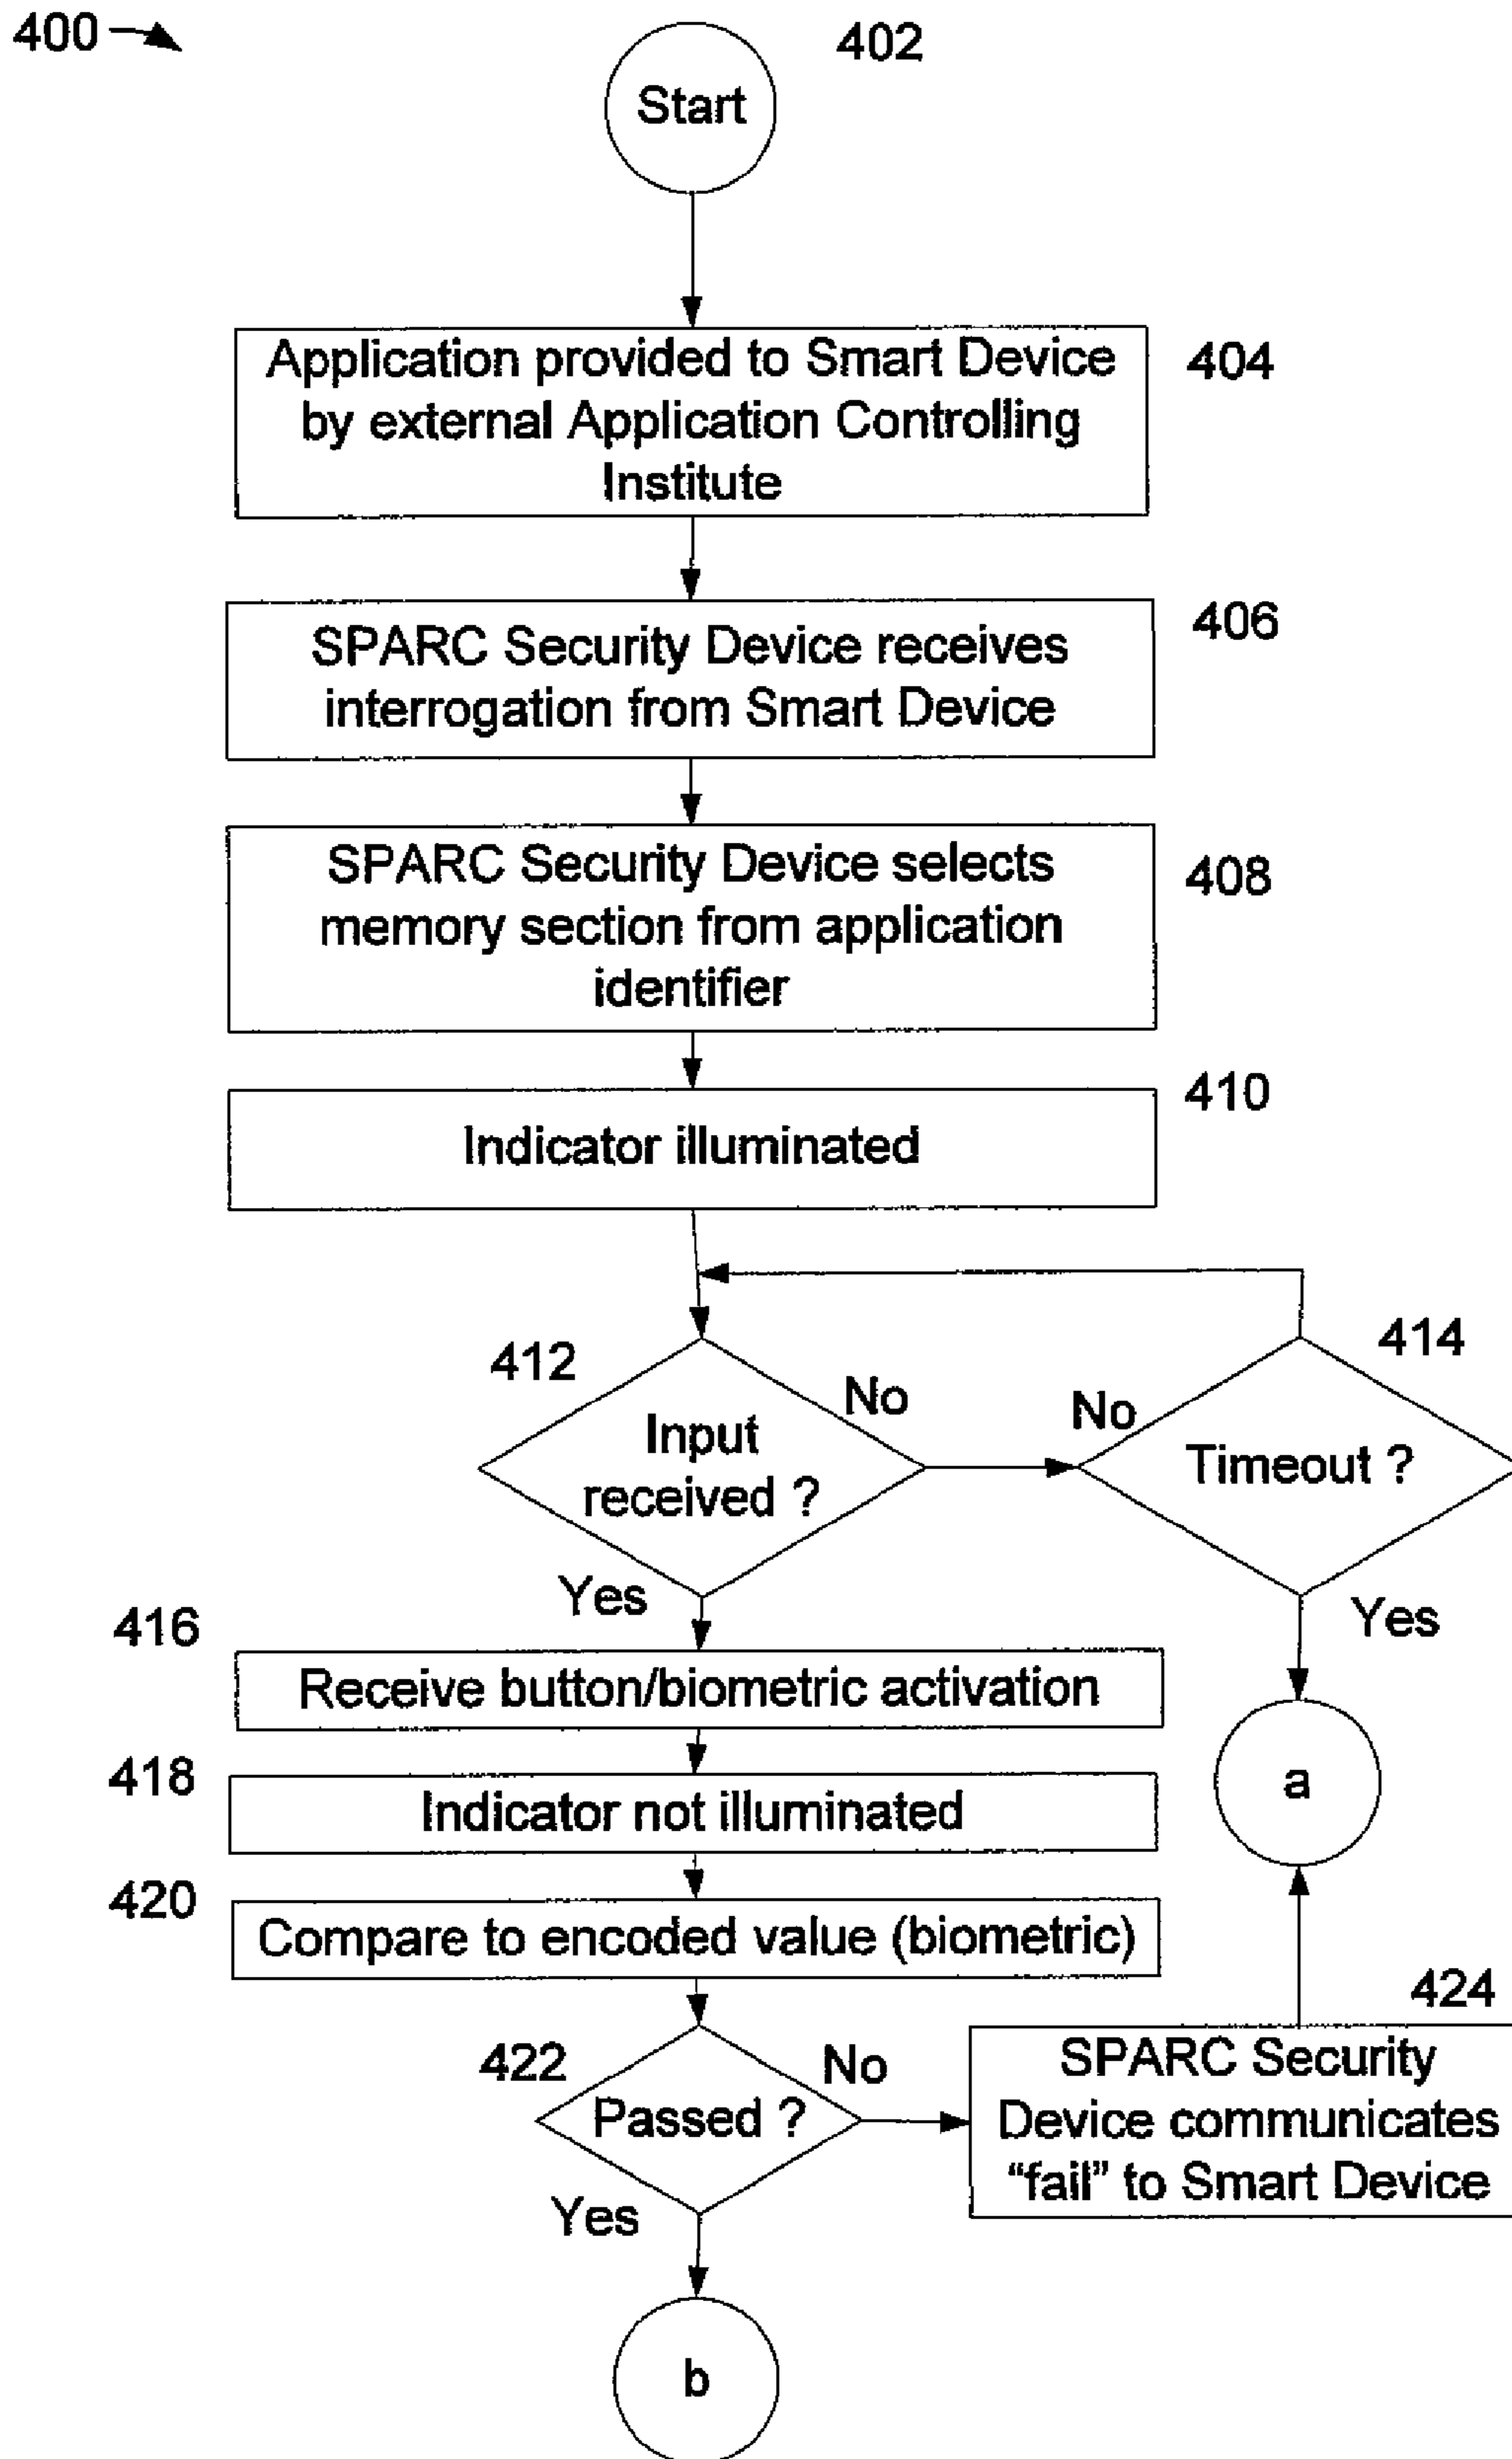 400
402
Start
Application provided to Smart Device
by external Application Controlling
Institute
404
SPARC Security Device receives
interrogation from Smart Device
406
SPARC Security Device selects
memory section from application
identifier
408
410
Indicator illuminated
412
Input
received ?
No
414
No
Timeout ?
Yes
Yes
416
Receive button/biometric activation
a
418
Indicator not illuminated
420
Compare to encoded value (biometric)
422
Passed ?
No
424
SPARC Security
Device communicates
“fail” to Smart Device
Yes
b